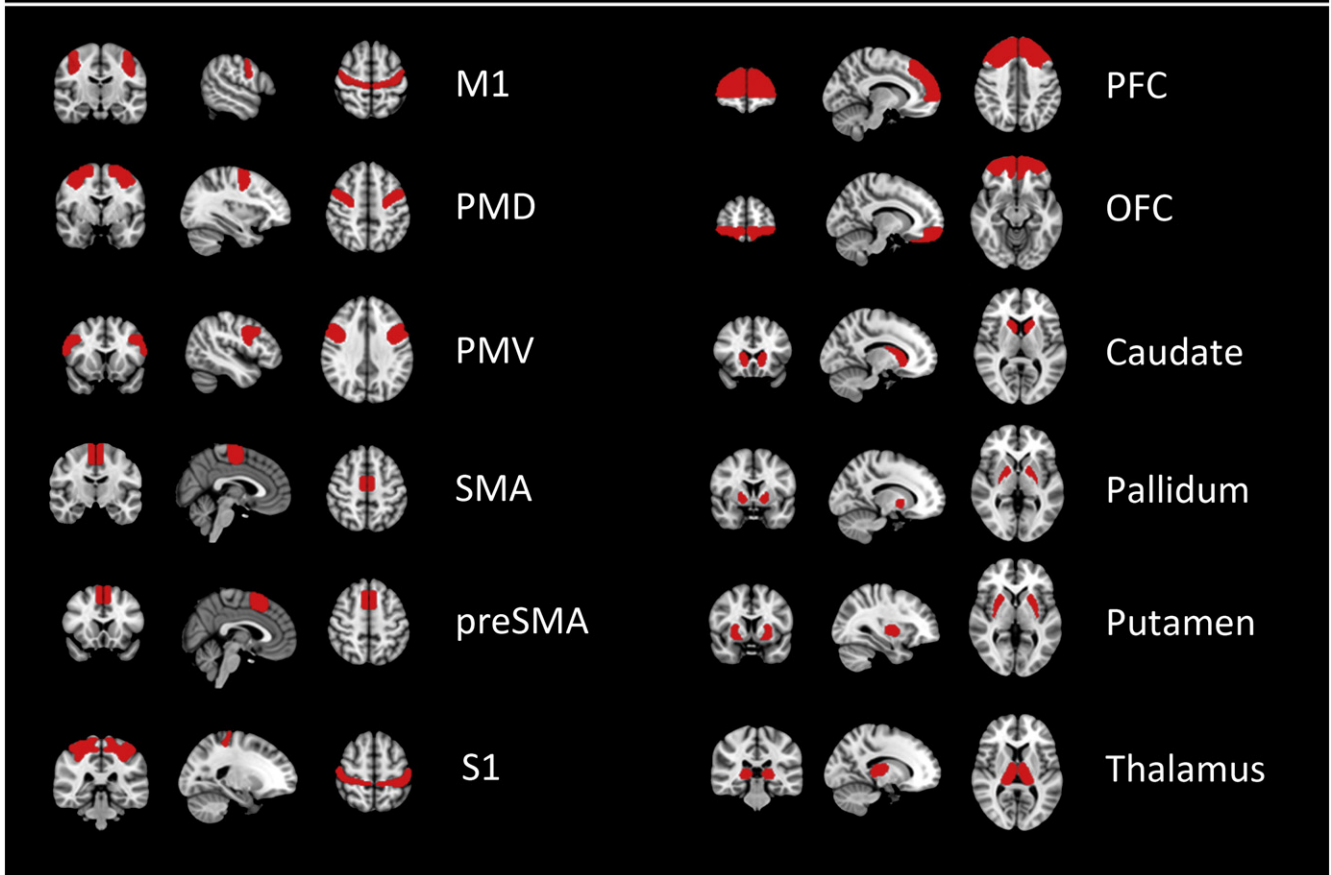 M1
PMD
PMV
SMA
preSMA
S1
PFC
OFC
Caudate
Pallidum
Putamen
Thalamus